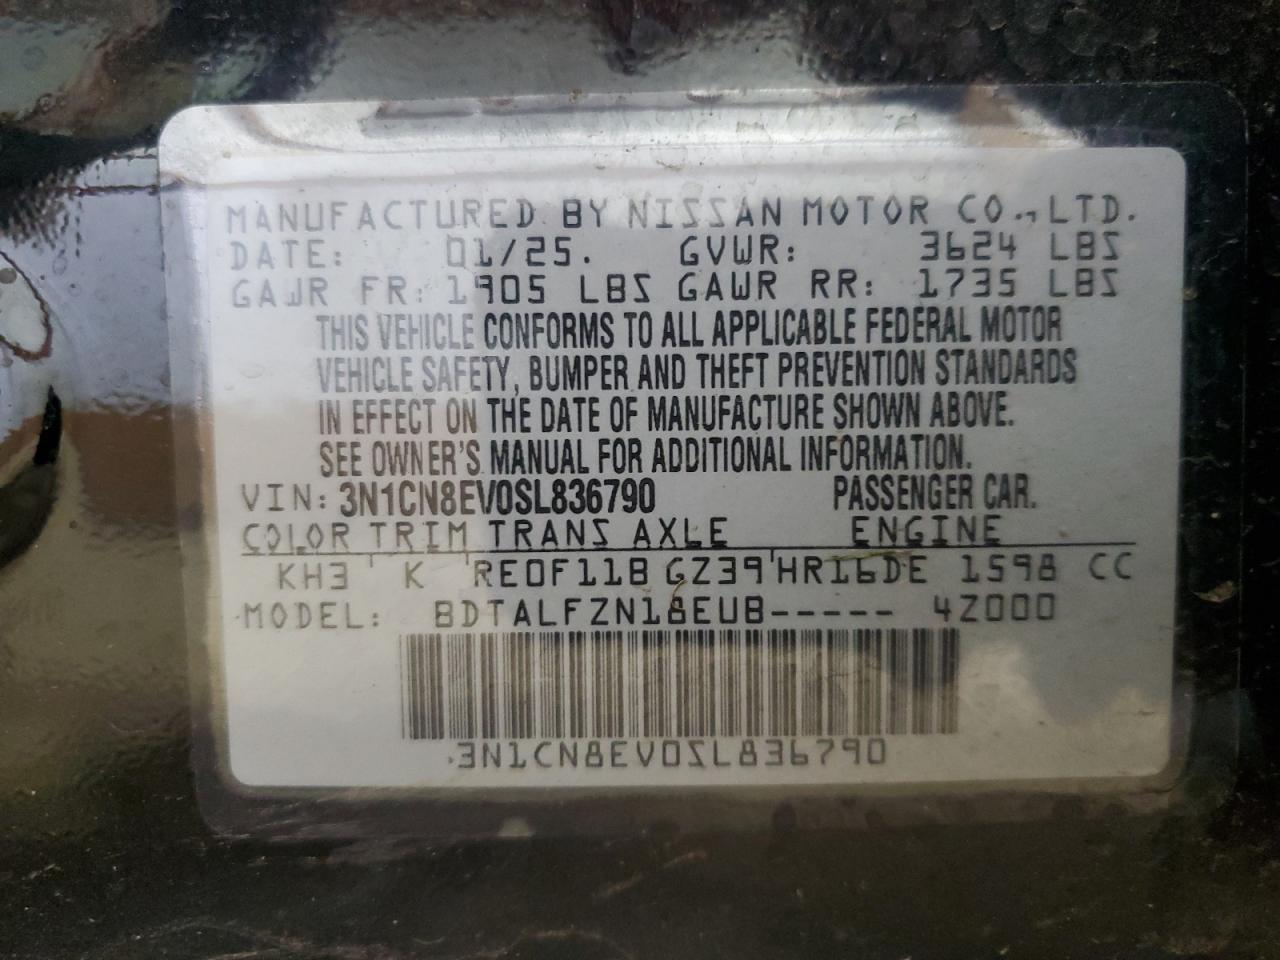 MANUFACTURED BY NISSAN MOTOR CO., LTD.
DATE: 01/25. GVWR: 3624 LBS
GAWR FR: 1905 LBS GAWR RR: 1735 LBS
THIS VEHICLE CONFORMS TO ALL APPLICABLE FEDERAL MOTOR
VEHICLE SAFETY, BUMPER AND THEFT PREVENTION STANDARDS
IN EFFECT ON THE DATE OF MANUFACTURE SHOWN ABOVE.
SEE OWNER'S MANUAL FOR ADDITIONAL INFORMATION.
VIN: 3N1CN8EV0SL836790 PASSENGER CAR.
COLOR TRIM TRANS AXLE ENGINE
KH3 K RE0F11B GZ39 HR16DE 1598 CC
MODEL: BDTALFZN18EUB----- 4Z000
3N1CN8EV0SL836790